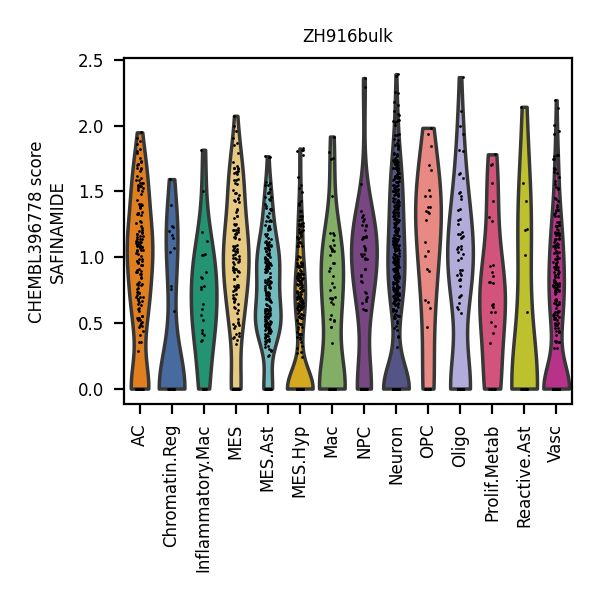 ZH916bulk
CHEMBL396778 score
SAFINAMIDE
2.5
2.0
1.5
1.0
0.5
0.0
AC
Chromatin.Reg
Inflammatory.Mac
MES
MES.Ast
MES.Hyp
Mac
NPC
Neuron
OPC
Oligo
Prolif.Metab
Reactive.Ast
Vasc